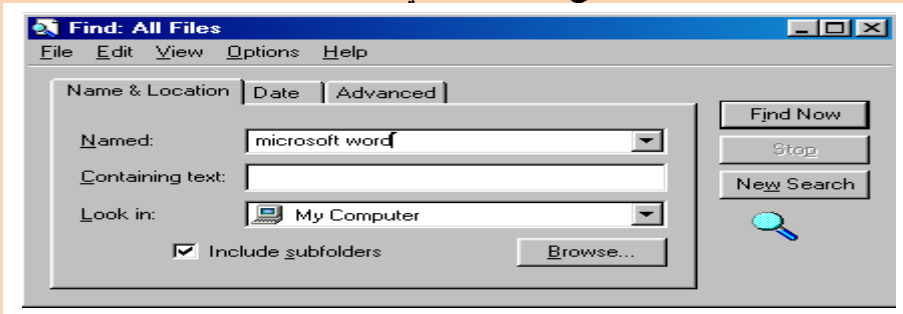 Find: All Files
File Edit View Options Help
Name & Location Date Advanced
Find Now
Named: microsoft word
Stop
Containing text:
New Search
Look in: My Computer
Include subfolders Browse...